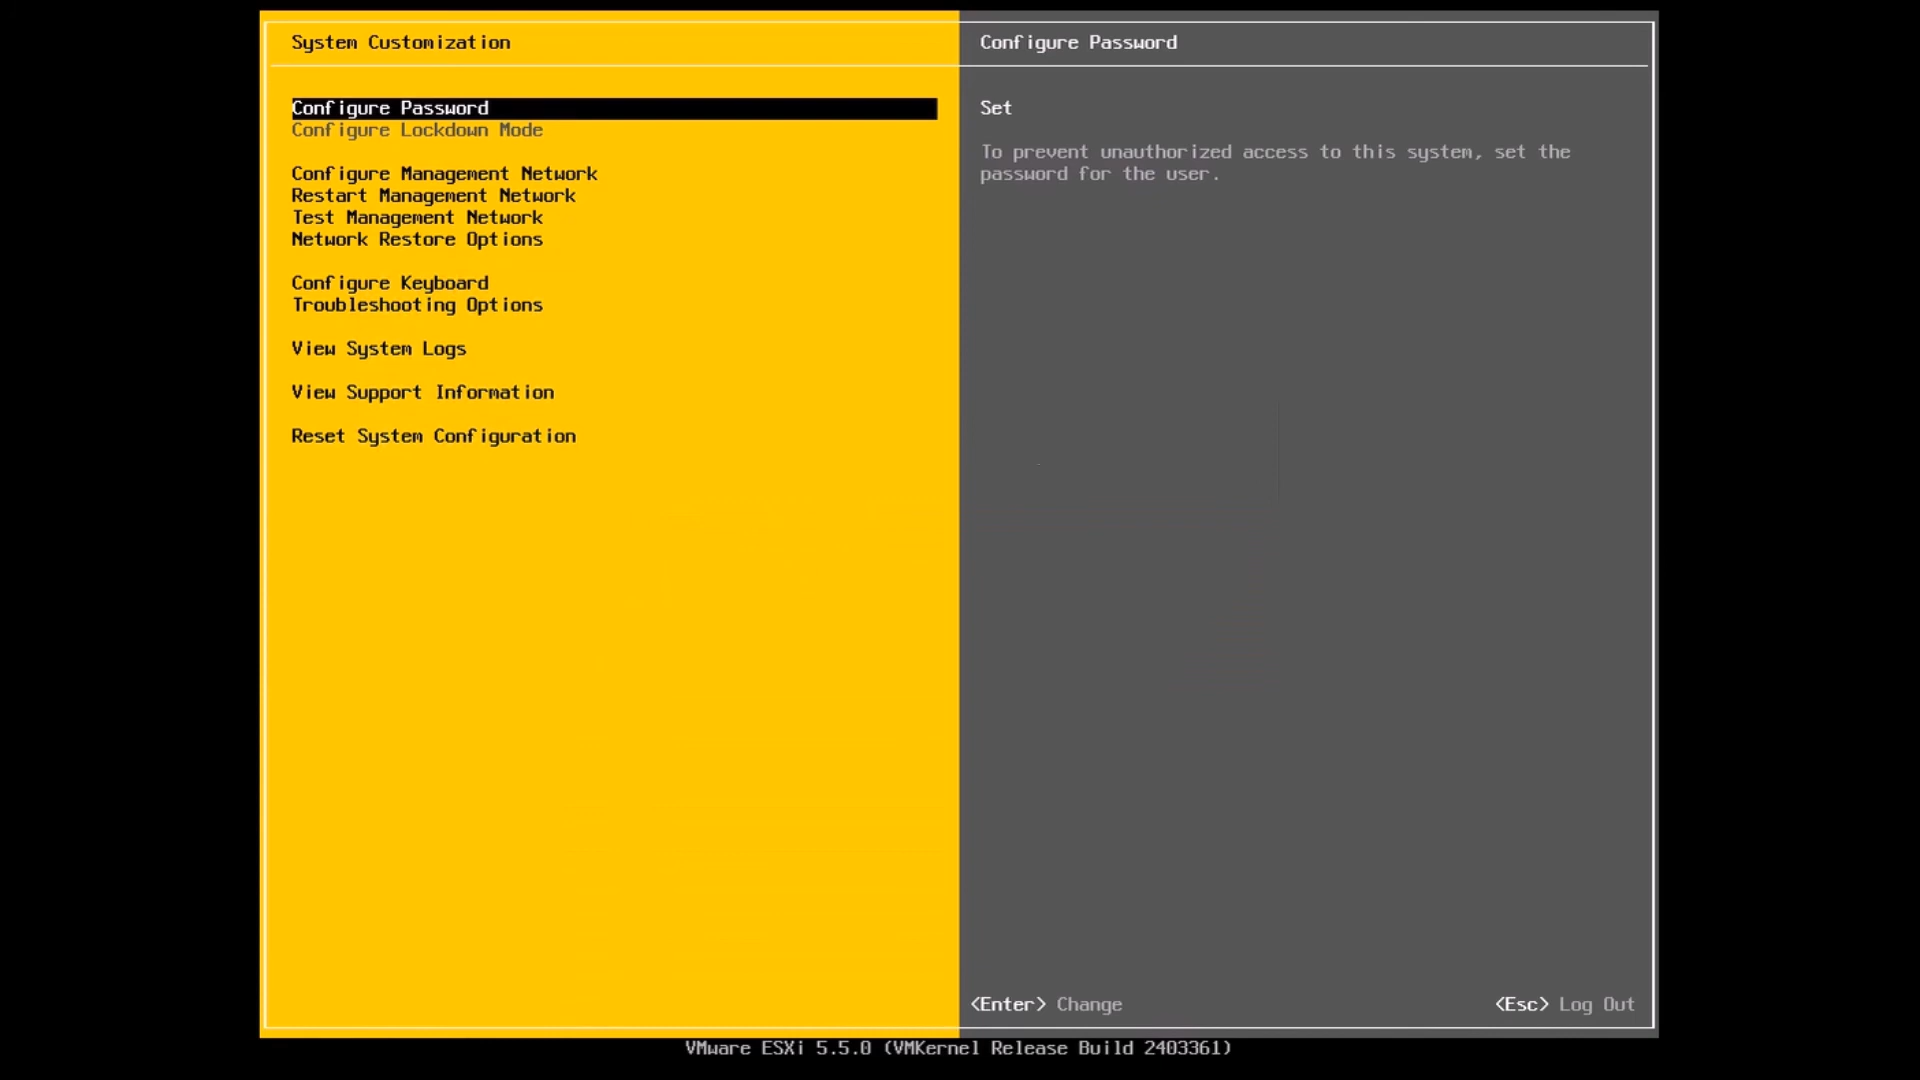 System Customization
Configure Password
Configure Lockdown Mode
Configure Management Network
Restart Management Network
Test Management Network
Network Restore Options
Configure Keyboard
Troubleshooting Options
View System Logs
View Support Information
Reset System Configuration
Configure Password
Set
To prevent unauthorized access to this system, set the
password for the user.
<Enter> Change
<Esc> Log Out
VMware ESXi 5.5.0 (VMKernel Release Build 2403361)